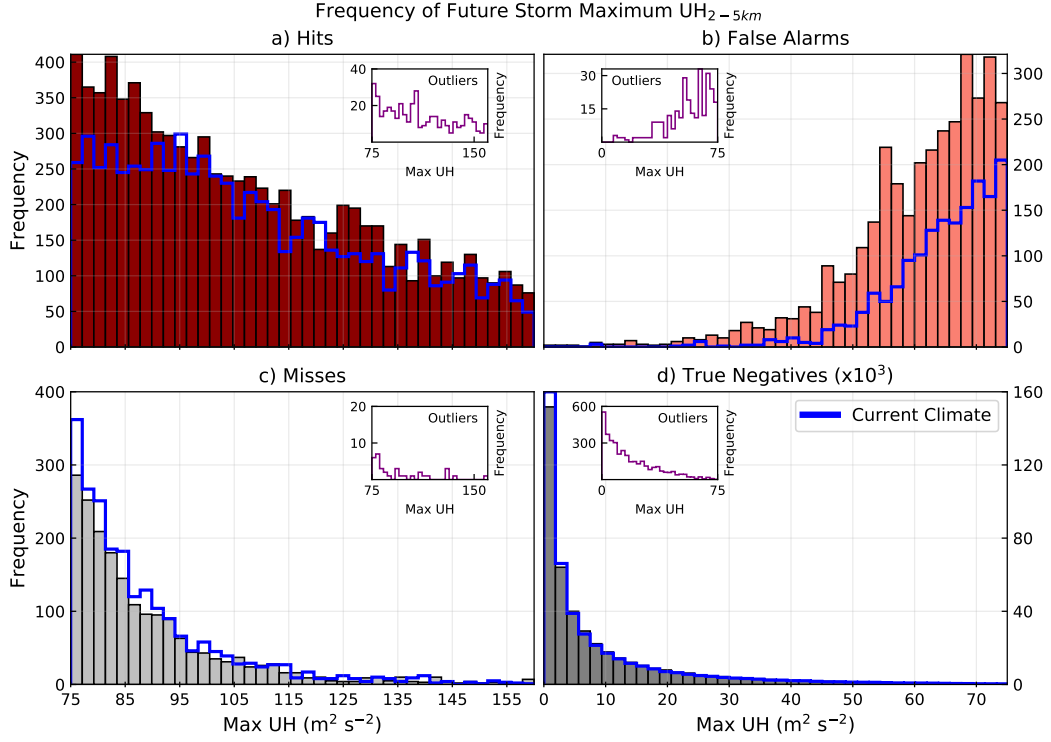 Frequency of Future Storm Maximum UH2−5km
a) Hits
b) False Alarms
Frequency
400
350
300
250
200
150
100
50
0
Outliers
Frequency
40
20
75
150
Max UH
Outliers
Frequency
30
15
0
75
Max UH
300
250
200
150
100
50
0
c) Misses
d) True Negatives (x10³)
Frequency
400
300
200
100
0
Outliers
Frequency
20
10
0
75
150
Max UH
Outliers
Frequency
600
300
0
75
Max UH
Current Climate
160
120
80
40
0
75 85 95 105 115 125 135 145 155
0 10 20 30 40 50 60 70
Max UH (m² s⁻²)
Max UH (m² s⁻²)